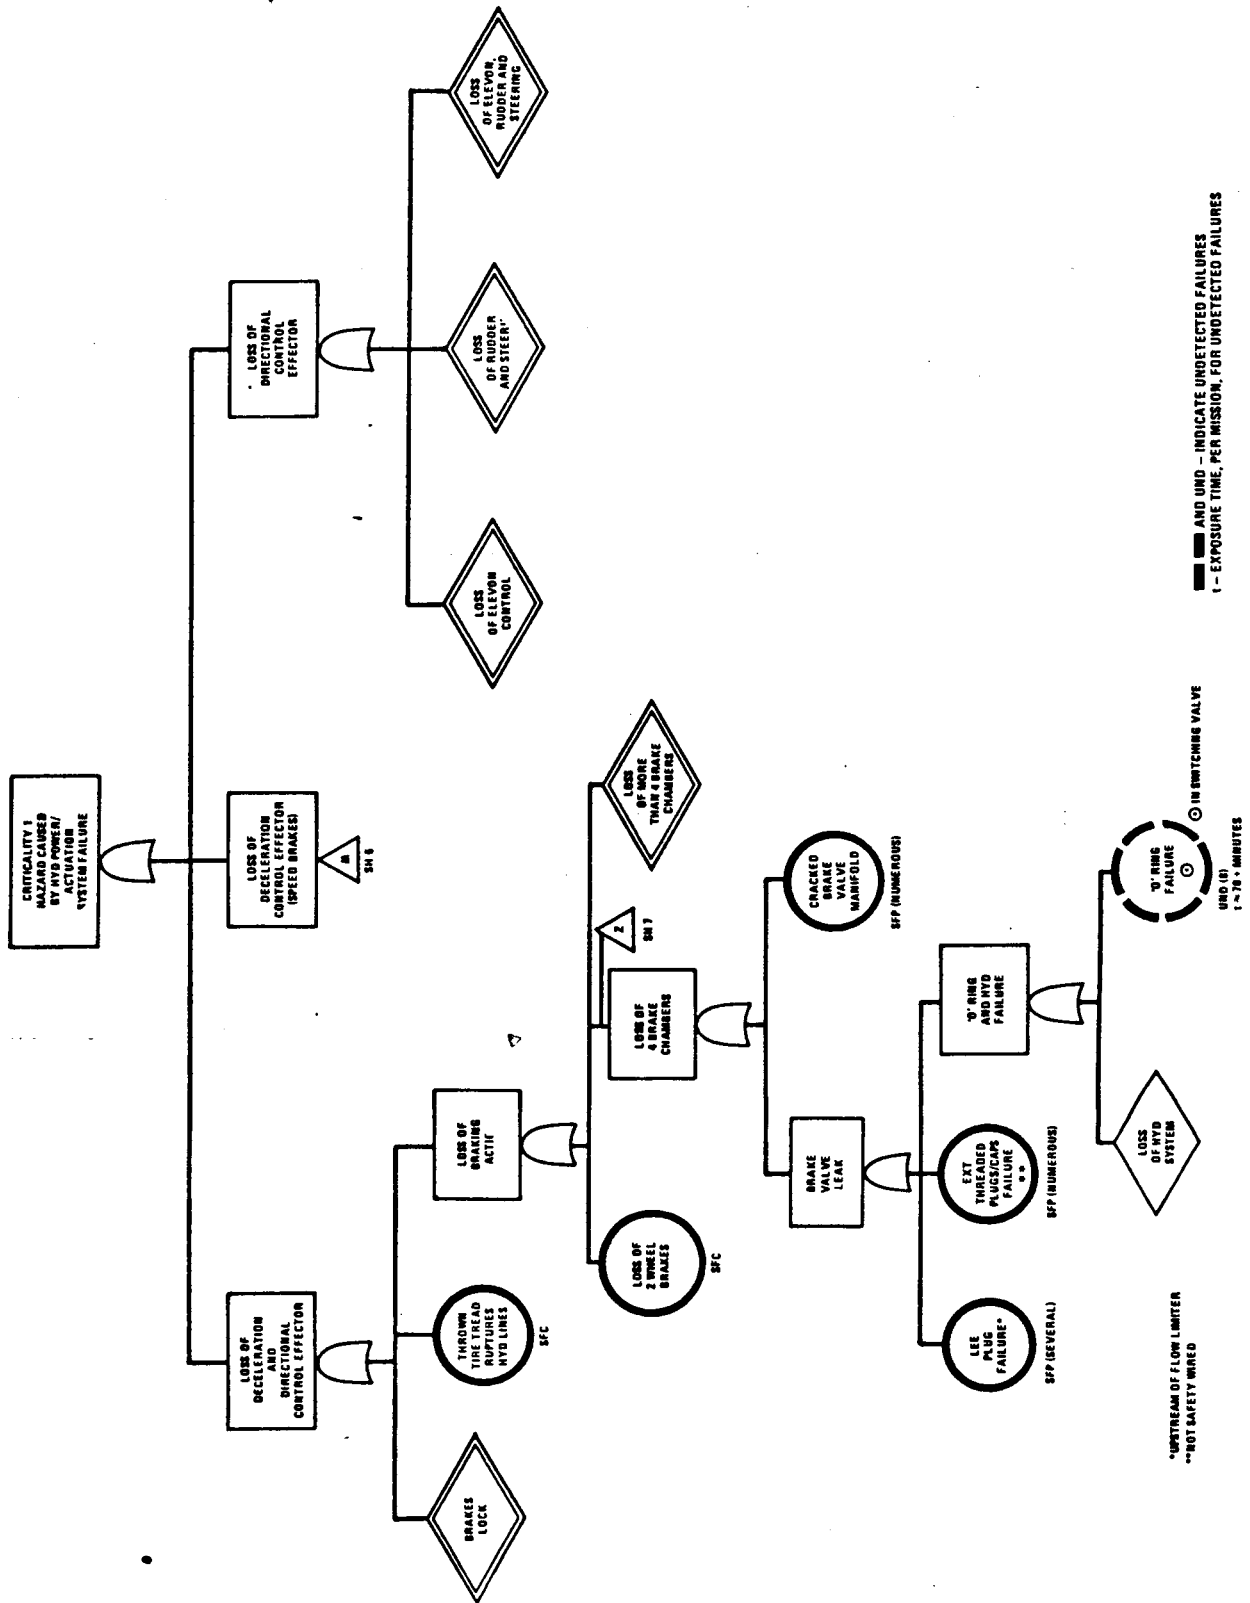 CRITICALITY 1
HAZARD CAUSED
BY HYD POWER/
ACTUATION
SYSTEM FAILURE
LOSS OF
DECELERATION
AND
DIRECTIONAL
CONTROL EFFECTOR
LOSS OF
DECELERATION
CONTROL EFFECTOR
(SPEED BRAKES)
SH 6
LOSS OF
DIRECTIONAL
CONTROL
EFFECTOR
BRAKES
LOCK
THROWN
TIRE TREAD
RUPTURES
HYD LINES
SFC
LOSS OF
BRAKING
ACTI
LOSS
OF ELEVON
CONTROL
LOSS
OF RUDDER
AND STEERI
LOSS
OF ELEVON,
RUDDER AND
STEERING
LOSS OF
2 WHEEL
BRAKES
SFC
LOSS OF
4 BRAKE
CHAMBERS
2
SH 7
LOSS
OF MORE
THAN 4 BRAKE
CHAMBERS
BRAKE
VALVE
LEAK
CRACKED
BRAKE
VALVE
MANIFOLD
SFP (NUMEROUS)
LEE
PLUG
FAILURE*
SFP (SEVERAL)
EXT
THREADED
PLUGS/CAPS
FAILURE
**
SFP (NUMEROUS)
'O' RING
AND HYD
FAILURE
LOSS
OF HYD
SYSTEM
'O' RING
FAILURE
UND (6)
t ≈ 70 + MINUTES
IN SWITCHING VALVE
*UPSTREAM OF FLOW LIMITER
**NOT SAFETY WIRED
AND UND – INDICATE UNDETECTED FAILURES
t – EXPOSURE TIME, PER MISSION, FOR UNDETECTED FAILURES